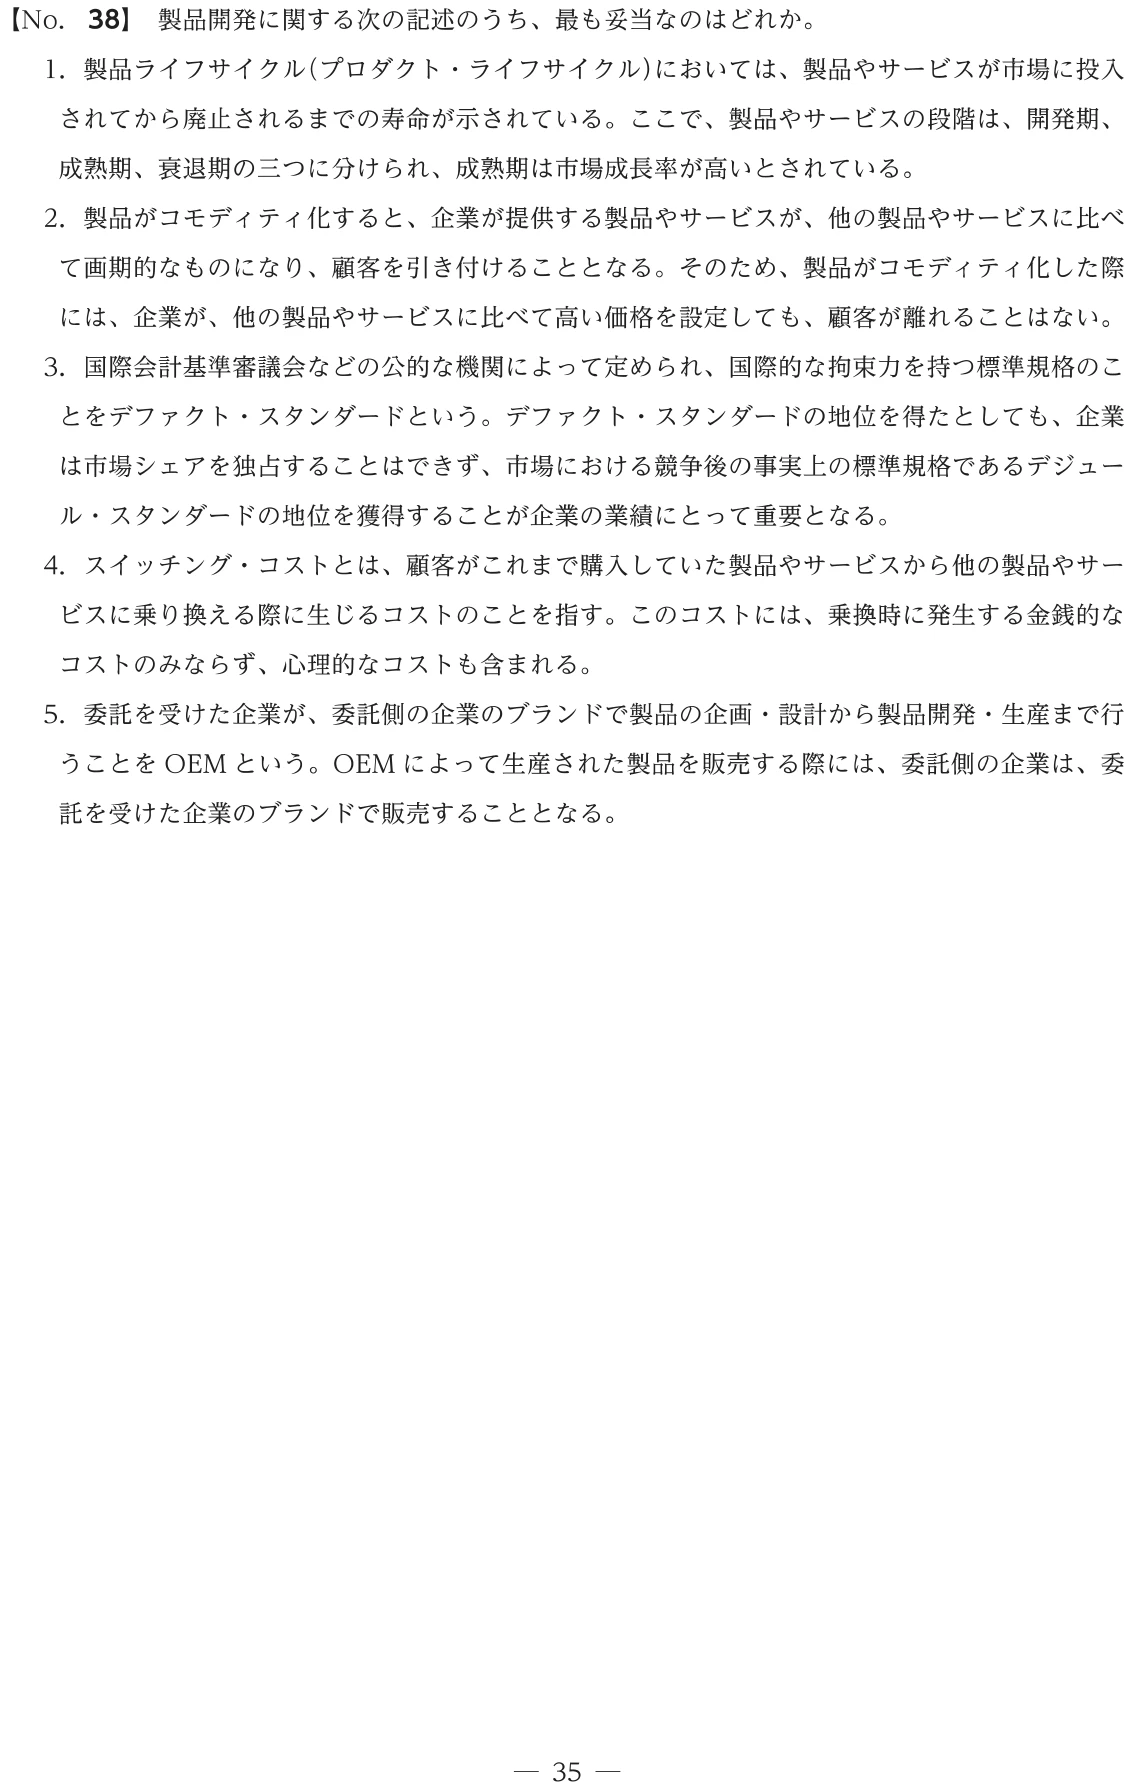 【No. 38】 製品開発に関する次の記述のうち、最も妥当なのはどれか。
1. 製品ライフサイクル(プロダクト・ライフサイクル)においては、製品やサービスが市場に投入
されてから廃止されるまでの寿命が示されている。ここで、製品やサービスの段階は、開発期、
成熟期、衰退期の三つに分けられ、成熟期は市場成長率が高いとされている。
2. 製品がコモディティ化すると、企業が提供する製品やサービスが、他の製品やサービスに比べ
て画期的なものになり、顧客を引き付けることとなる。そのため、製品がコモディティ化した際
には、企業が、他の製品やサービスに比べて高い価格を設定しても、顧客が離れることはない。
3. 国際会計基準審議会などの公的な機関によって定められ、国際的な拘束力を持つ標準規格のこ
とをデファクト・スタンダードという。デファクト・スタンダードの地位を得たとしても、企業
は市場シェアを独占することはできず、市場における競争後の事実上の標準規格であるデジュー
ル・スタンダードの地位を獲得することが企業の業績にとって重要となる。
4. スイッチング・コストとは、顧客がこれまで購入していた製品やサービスから他の製品やサー
ビスに乗り換える際に生じるコストのことを指す。このコストには、乗換時に発生する金銭的な
コストのみならず、心理的なコストも含まれる。
5. 委託を受けた企業が、委託側の企業のブランドで製品の企画・設計から製品開発・生産まで行
うことを OEM という。OEM によって生産された製品を販売する際には、委託側の企業は、委
託を受けた企業のブランドで販売することとなる。
— 35 —